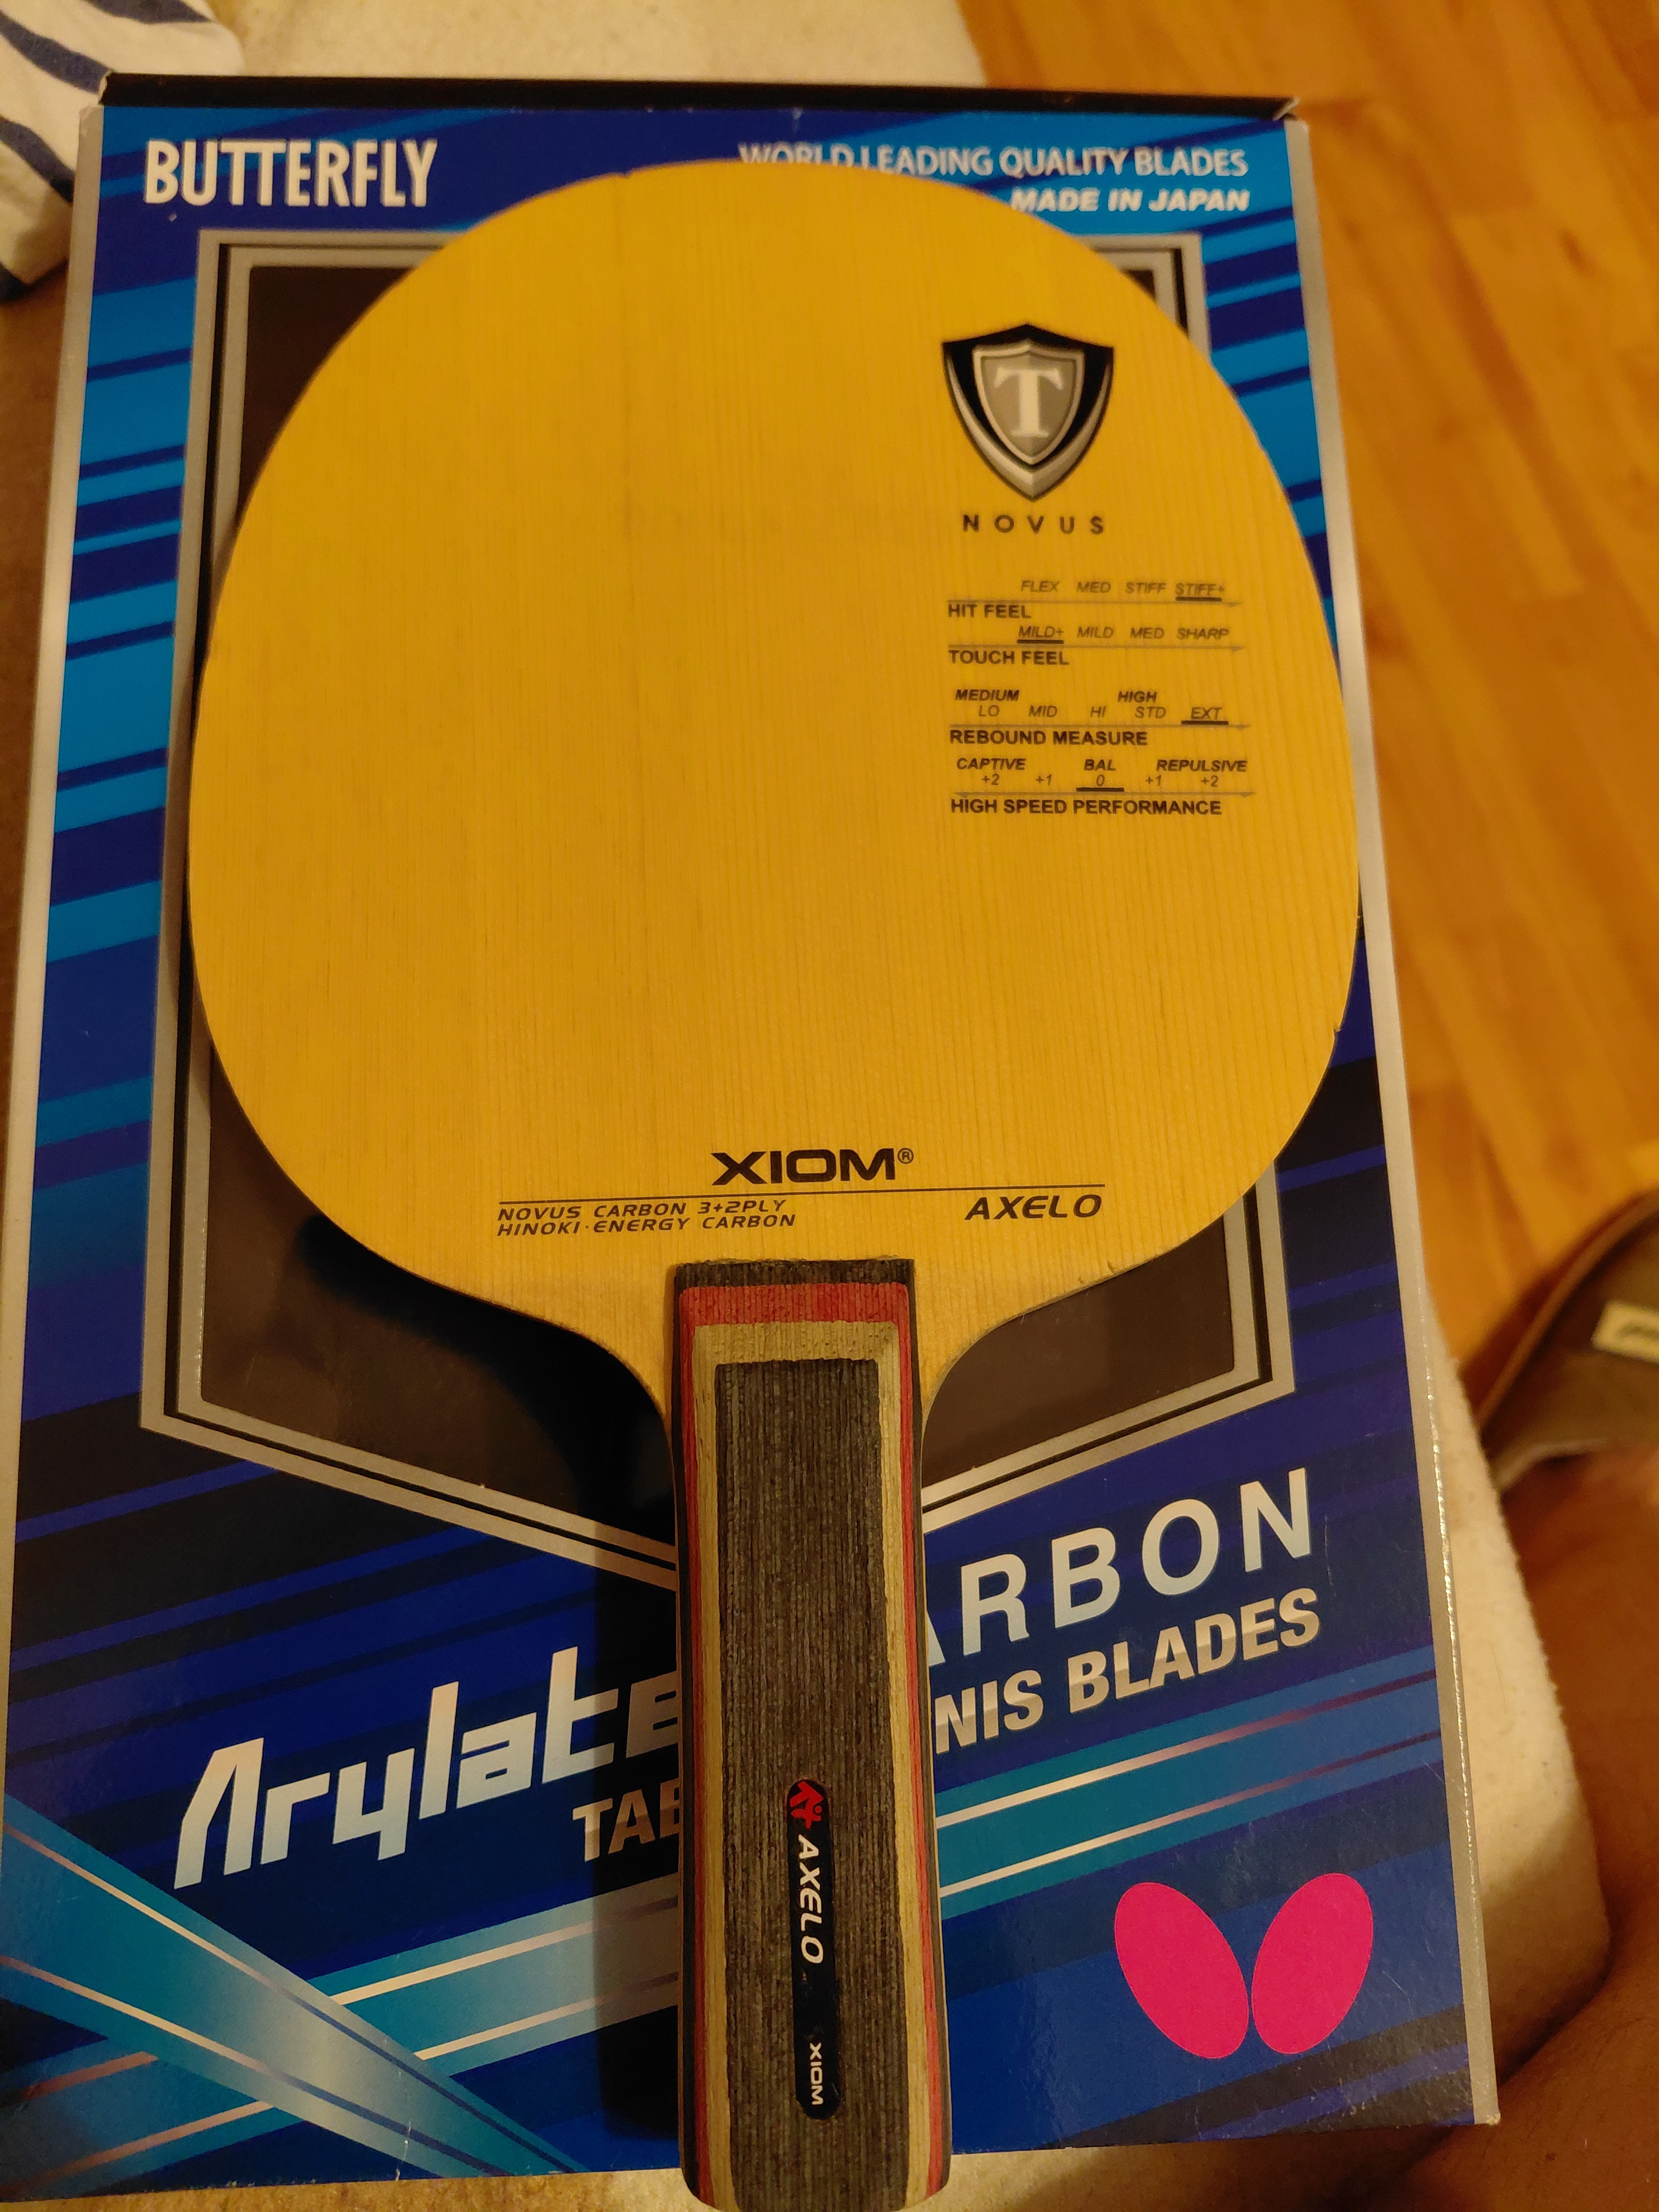 BUTTERFLY
WORLD LEADING QUALITY BLADES
MADE IN JAPAN
T
NOVUS
FLEX MED STIFF STIFF+
HIT FEEL
MILD+ MILD MED SHARP
TOUCH FEEL
MEDIUM HIGH
LO MID HI STD EXT
REBOUND MEASURE
CAPTIVE BAL REPULSIVE
+2 +1 0 +1 +2
HIGH SPEED PERFORMANCE
XIOM®
NOVUS CARBON 3+2PLY
HINOKI·ENERGY CARBON
AXELO
Arylate ARBON
TAB NIS BLADES
AXELO
XIOM